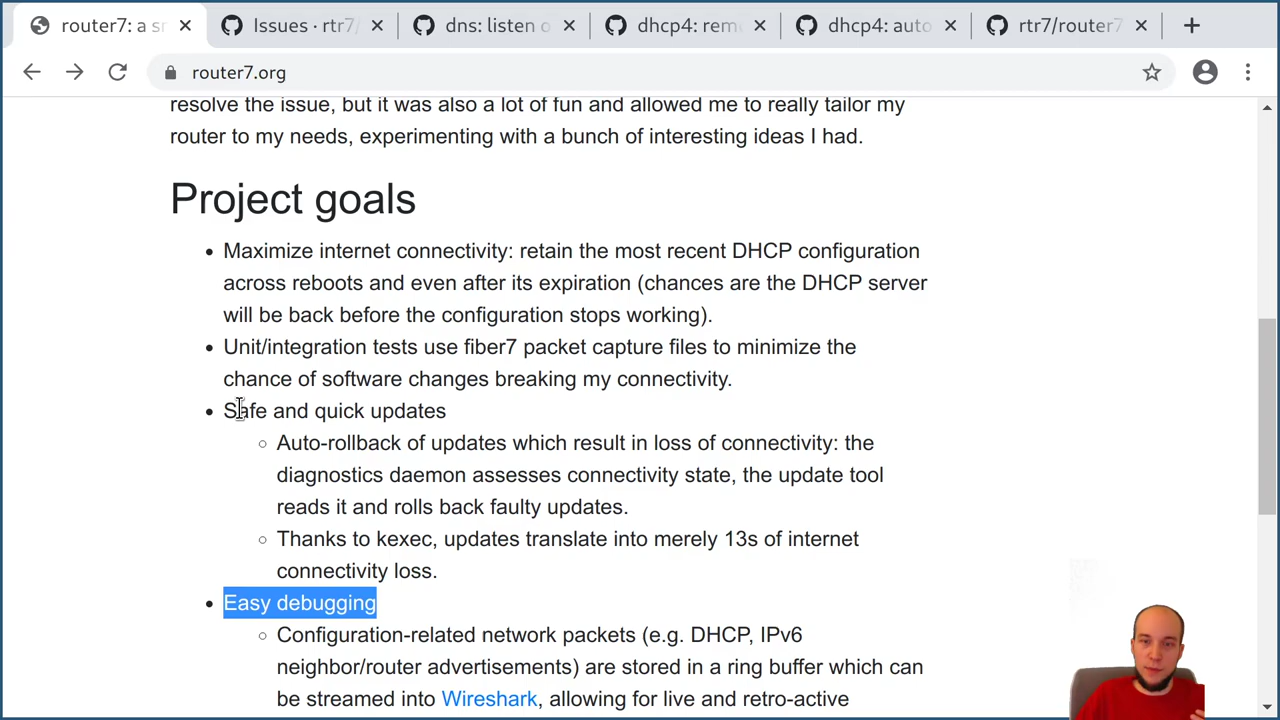 router7: a sr
Issues · rtr7/
dns: listen o
dhcp4: rem
dhcp4: auto
rtr7/router7
router7.org
resolve the issue, but it was also a lot of fun and allowed me to really tailor my
router to my needs, experimenting with a bunch of interesting ideas I had.
Project goals
• Maximize internet connectivity: retain the most recent DHCP configuration
across reboots and even after its expiration (chances are the DHCP server
will be back before the configuration stops working).
• Unit/integration tests use fiber7 packet capture files to minimize the
chance of software changes breaking my connectivity.
• Safe and quick updates
○ Auto-rollback of updates which result in loss of connectivity: the
diagnostics daemon assesses connectivity state, the update tool
reads it and rolls back faulty updates.
○ Thanks to kexec, updates translate into merely 13s of internet
connectivity loss.
• Easy debugging
○ Configuration-related network packets (e.g. DHCP, IPv6
neighbor/router advertisements) are stored in a ring buffer which can
be streamed into Wireshark, allowing for live and retro-active